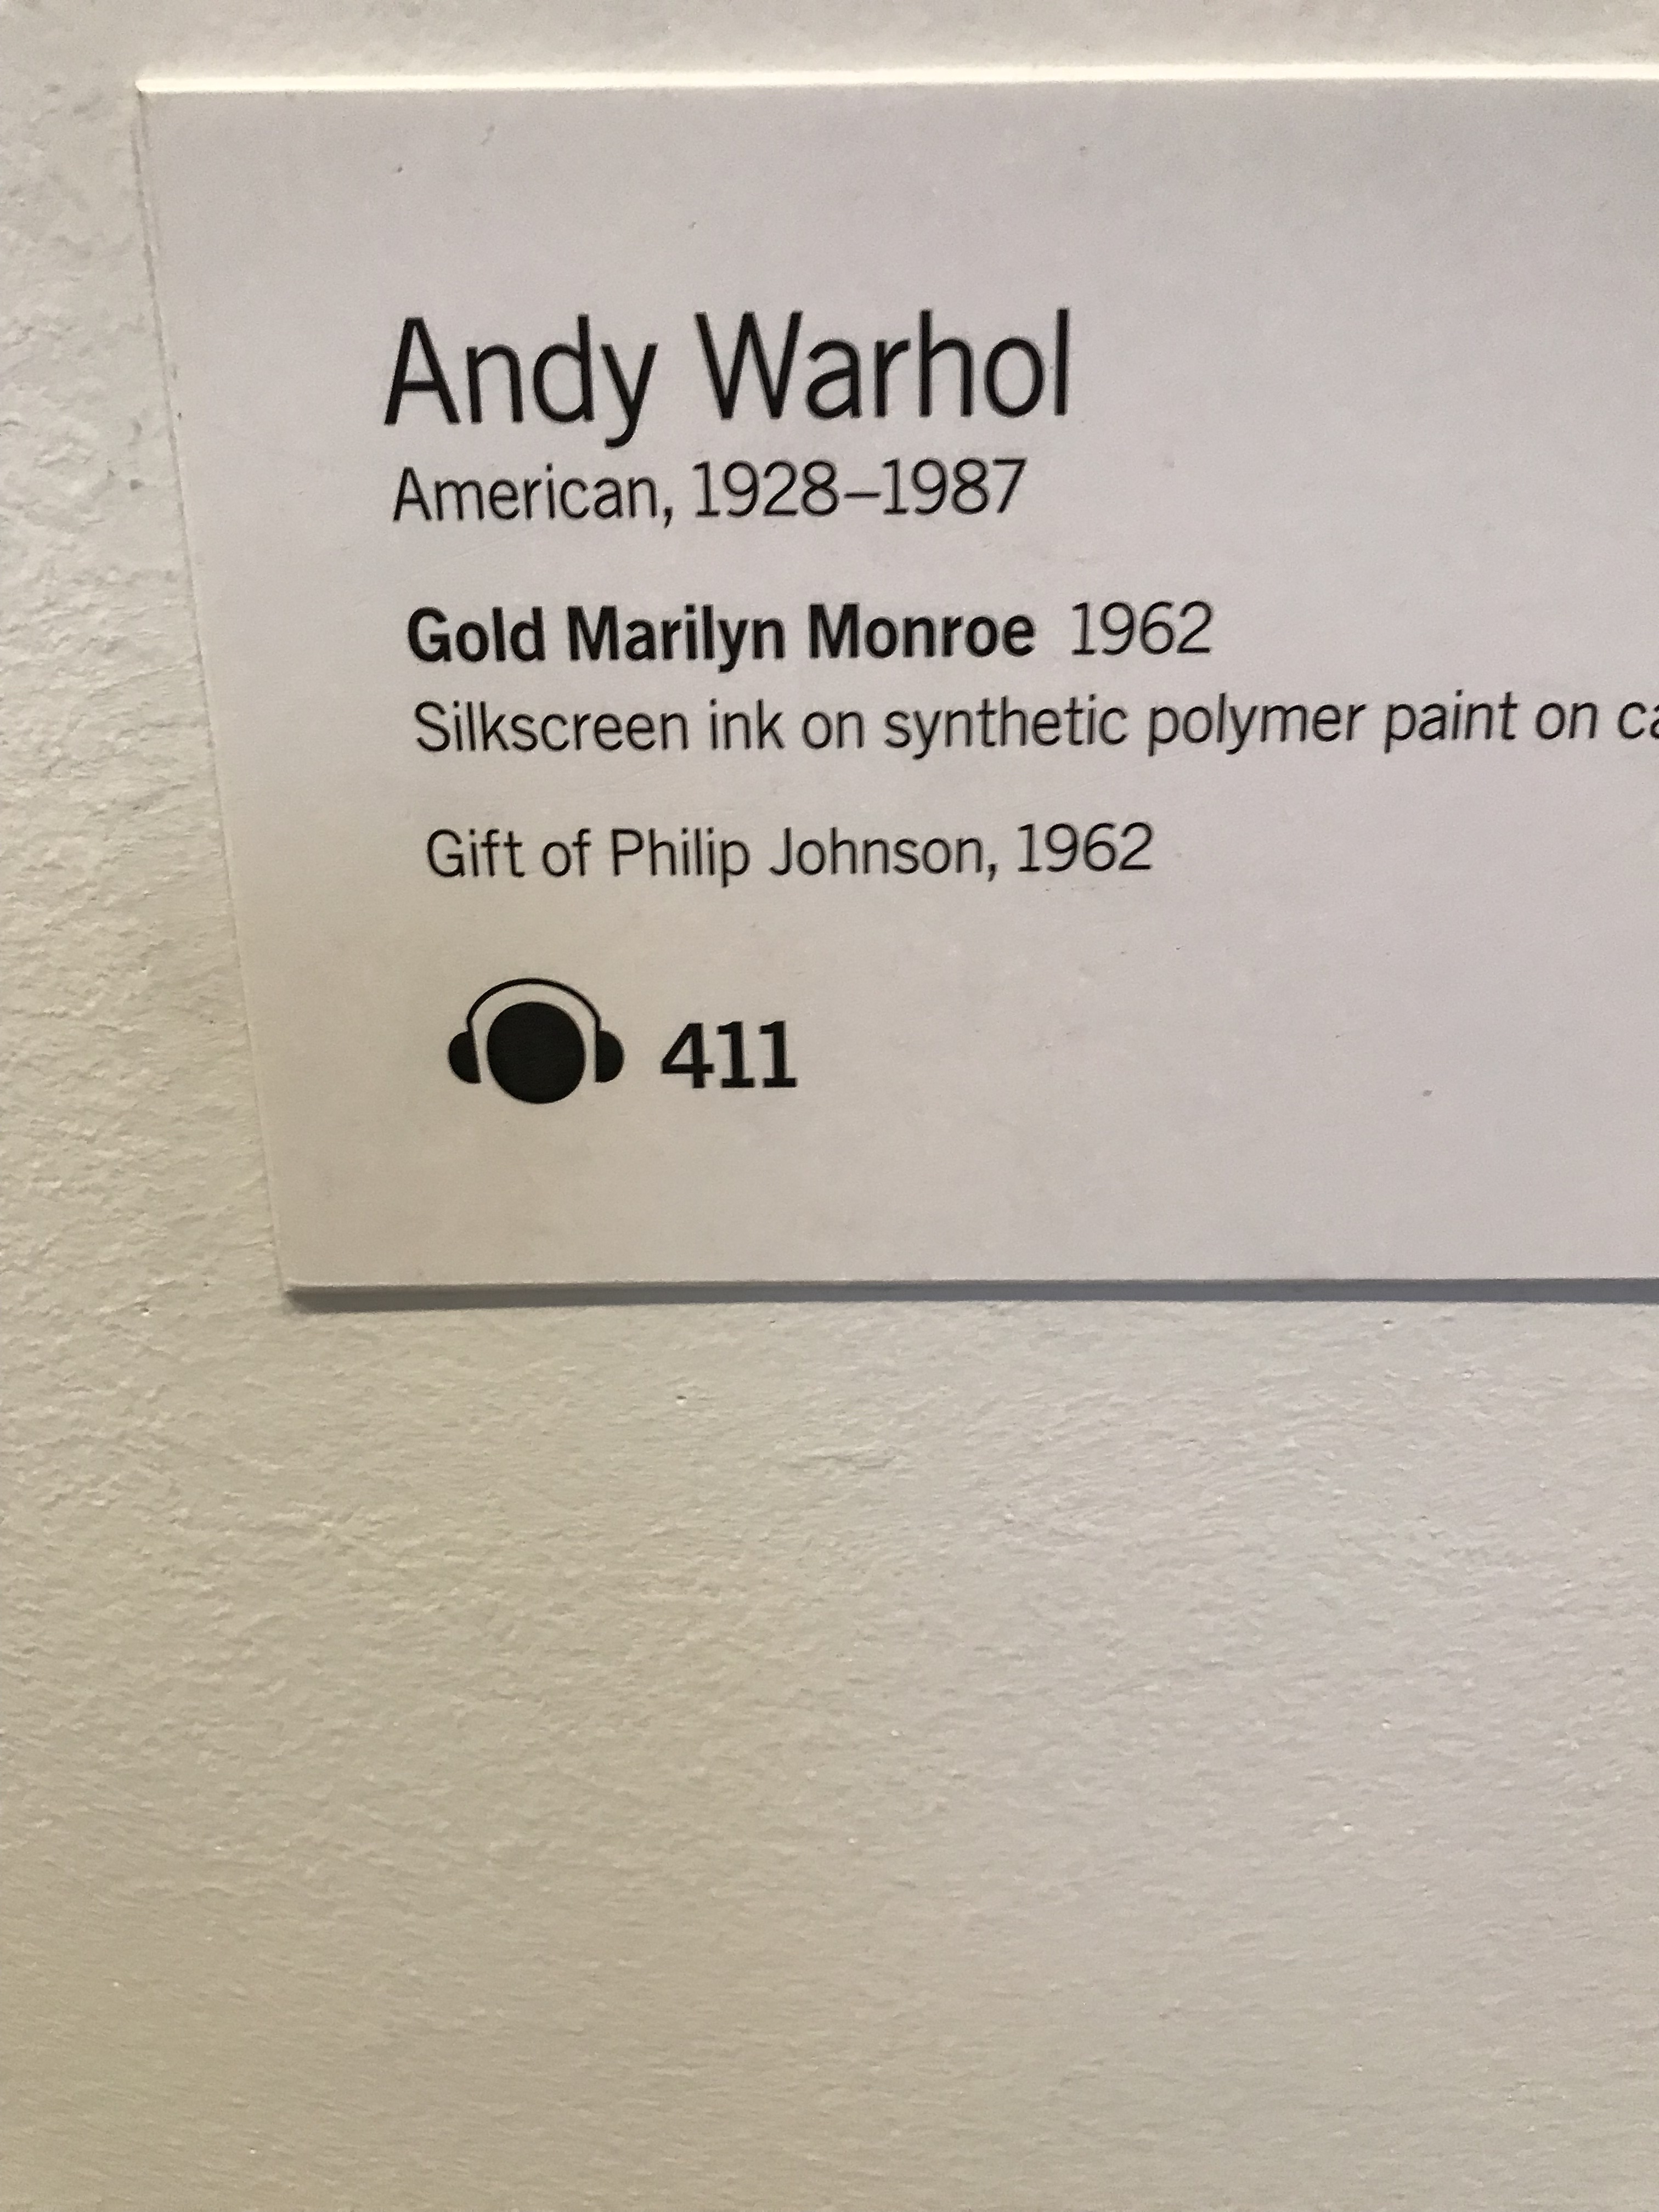 Andy Warhol
American, 1928–1987
Gold Marilyn Monroe 1962
Silkscreen ink on synthetic polymer paint on
Gift of Philip Johnson, 1962
411